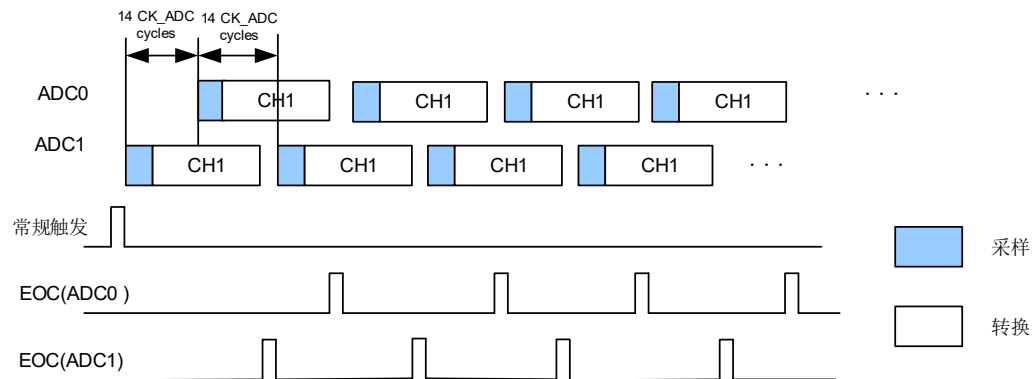 14 CK_ADC cycles
14 CK_ADC cycles
ADC0
CH1
CH1
CH1
CH1
. . .
ADC1
CH1
CH1
CH1
CH1
. . .
常规触发
采样
EOC(ADC0 )
转换
EOC(ADC1)